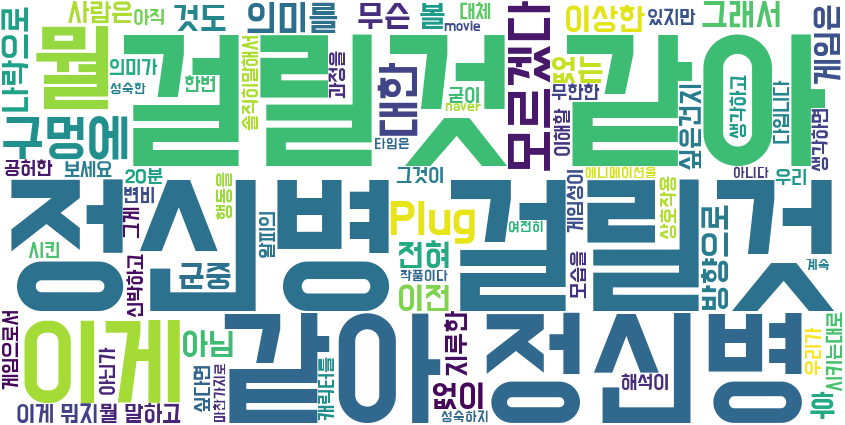 사람은
아직
것도
의미를
무슨
볼
대체
movie
이상한
있지만
그래서
나락으로
뭘
의미가
성숙한
한번
솔직히말해서
과정을
대한
굳이
naver
모르겠다
없는
무한한
이해할
싶은건지
게임은
생각하고
다입니다
생각하면
걸릴것 같아
구멍에
타임은
공허한
보세요
20분
변비
그게
행동을
그것이
애니메이션을
아니다
우리
정신병 걸릴것
시킨
신박하고
군중
왈피의
Plug
전혀
작품이다
이전
여전히
게임성이
모습을
상호작용
방향으로
계속
이게
같아
정신병
게임으로서
아닌가
아님
싶다면
마찬가지로
캐릭터를
지루한
없이
성숙하지
해석이
우리가
후
시키는대로
이게 뭐지
뭘 말하고